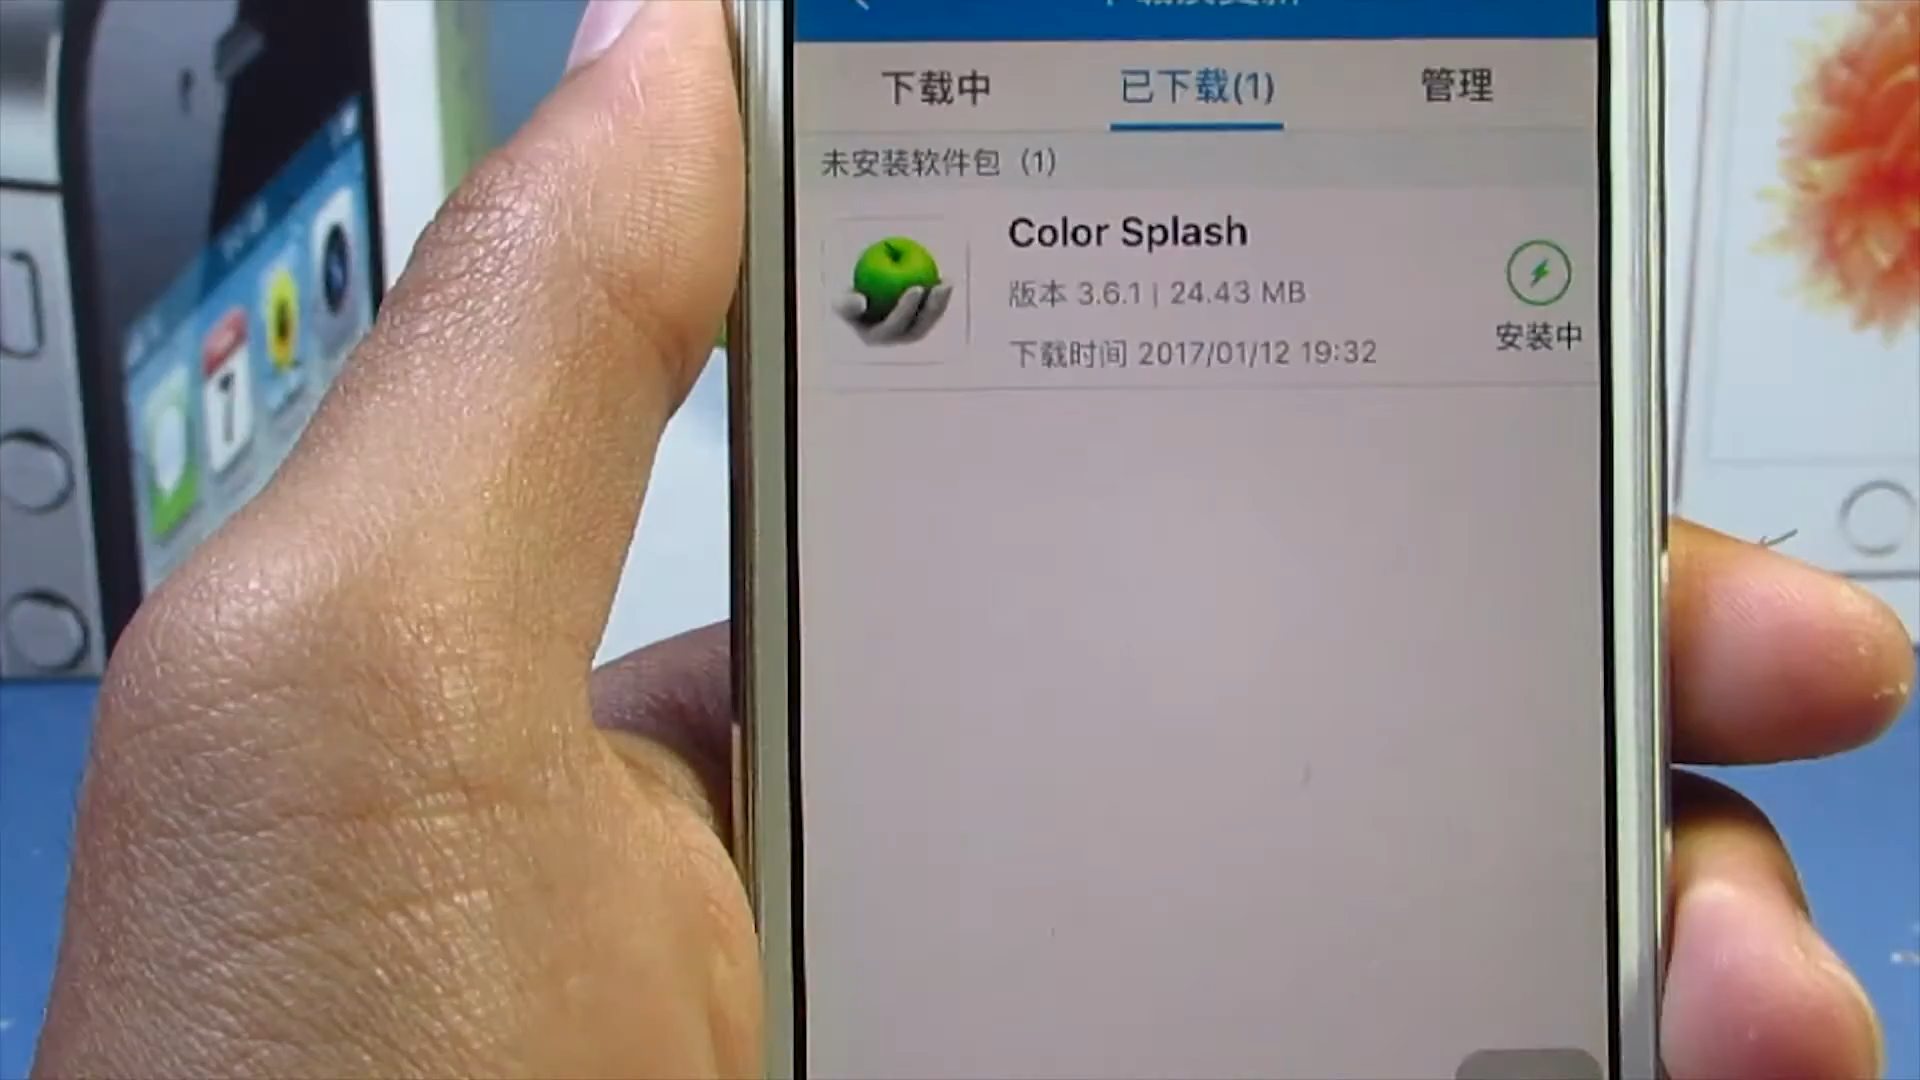 下载中
已下载(1)
管理
未安装软件包 (1)
Color Splash
版本 3.6.1 | 24.43 MB
下载时间 2017/01/12 19:32
安装中
7